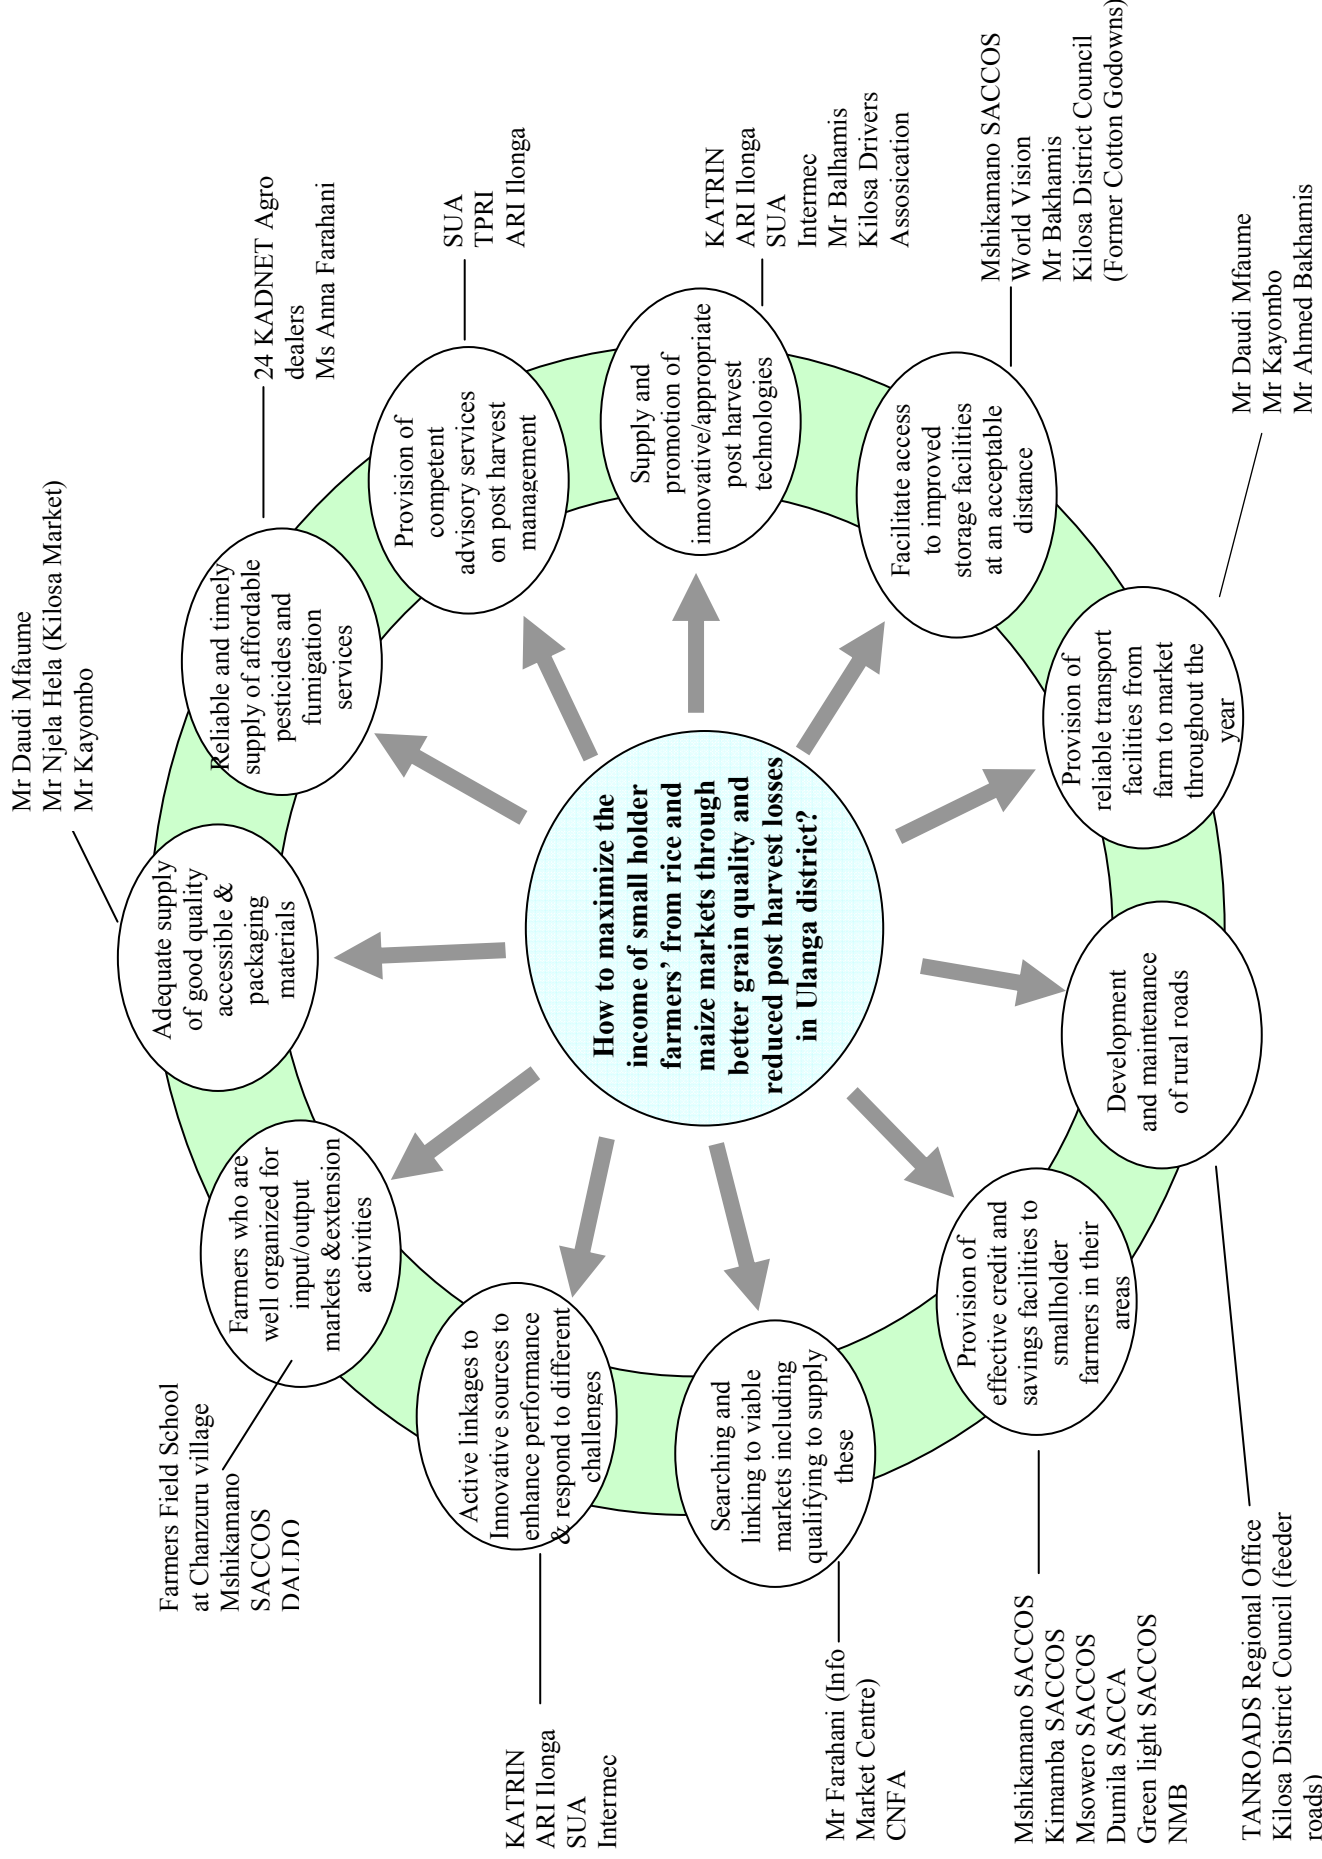 How to maximize the
income of small holder
farmers’ from rice and
maize markets through
better grain quality and
reduced post harvest losses
in Ulanga district?
Supply and
promotion of
innovative/appropriate
post harvest
technologies
KATRIN
ARI Ilonga
SUA
Intermec
Mr Balhamis
Kilosa Drivers
Assosication
Facilitate access
to improved
storage facilities
at an acceptable
distance
Mshikamano SACCOS
World Vision
Mr Bakhamis
Kilosa District Council
(Former Cotton Godowns)
Provision of
reliable transport
facilities from
farm to market
throughout the
year
Mr Daudi Mfaume
Mr Kayombo
Mr Ahmed Bakhamis
Development
and maintenance
of rural roads
TANROADS Regional Office
Kilosa District Council (feeder
roads)
Provision of
effective credit and
savings facilities to
smallholder
farmers in their
areas
Mshikamano SACCOS
Kimamba SACCOS
Msowero SACCOS
Dumila SACCA
Green light SACCOS
NMB
Searching and
linking to viable
markets including
qualifying to supply
these
Mr Farahani (Info
Market Centre)
CNFA
Active linkages to
Innovative sources to
enhance performance
& respond to different
challenges
KATRIN
ARI Ilonga
SUA
Intermec
Farmers who are
well organized for
input/output
markets &extension
activities
Farmers Field School
at Chanzuru village
Mshikamano
SACCOS
DALDO
Adequate supply
of good quality
accessible &
packaging
materials
Mr Daudi Mfaume
Mr Njela Hela (Kilosa Market)
Mr Kayombo
Reliable and timely
supply of affordable
pesticides and
fumigation
services
24 KADNET Agro
dealers
Ms Anna Farahani
Provision of
competent
advisory services
on post harvest
management
SUA
TPRI
ARI Ilonga